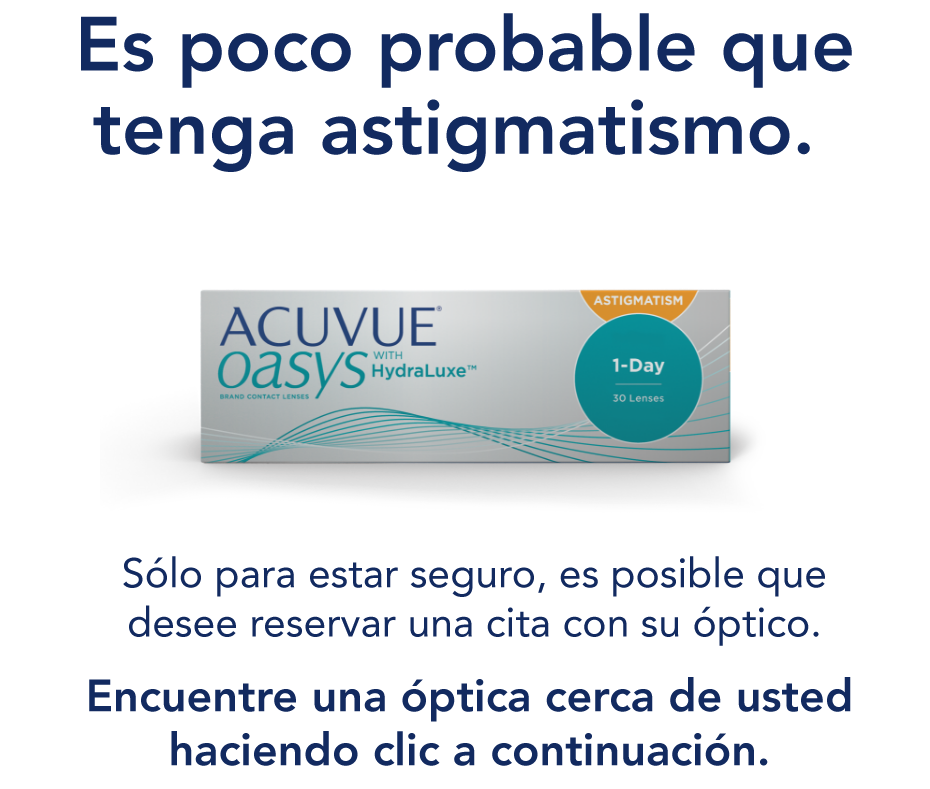 Es poco probable que
tenga astigmatismo.
ASTIGMATISM
ACUVUE®
oasys WITH
HydraLuxe™
BRAND CONTACT LENSES
1-Day
30 Lenses
Sólo para estar seguro, es posible que
desee reservar una cita con su óptico.
Encuentre una óptica cerca de usted
haciendo clic a continuación.